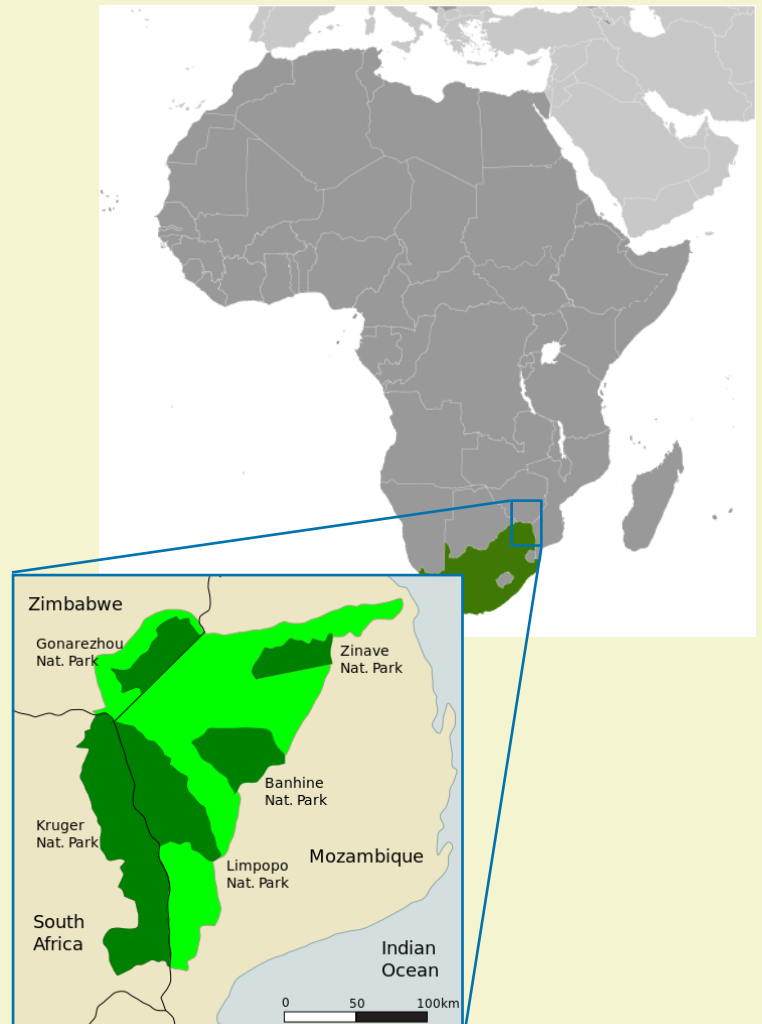 Zimbabwe
Gonarezhou
Nat. Park
Zinave
Nat. Park
Banhine
Nat. Park
Kruger
Nat. Park
Mozambique
Limpopo
Nat. Park
South
Africa
Indian
Ocean
0 50 100km